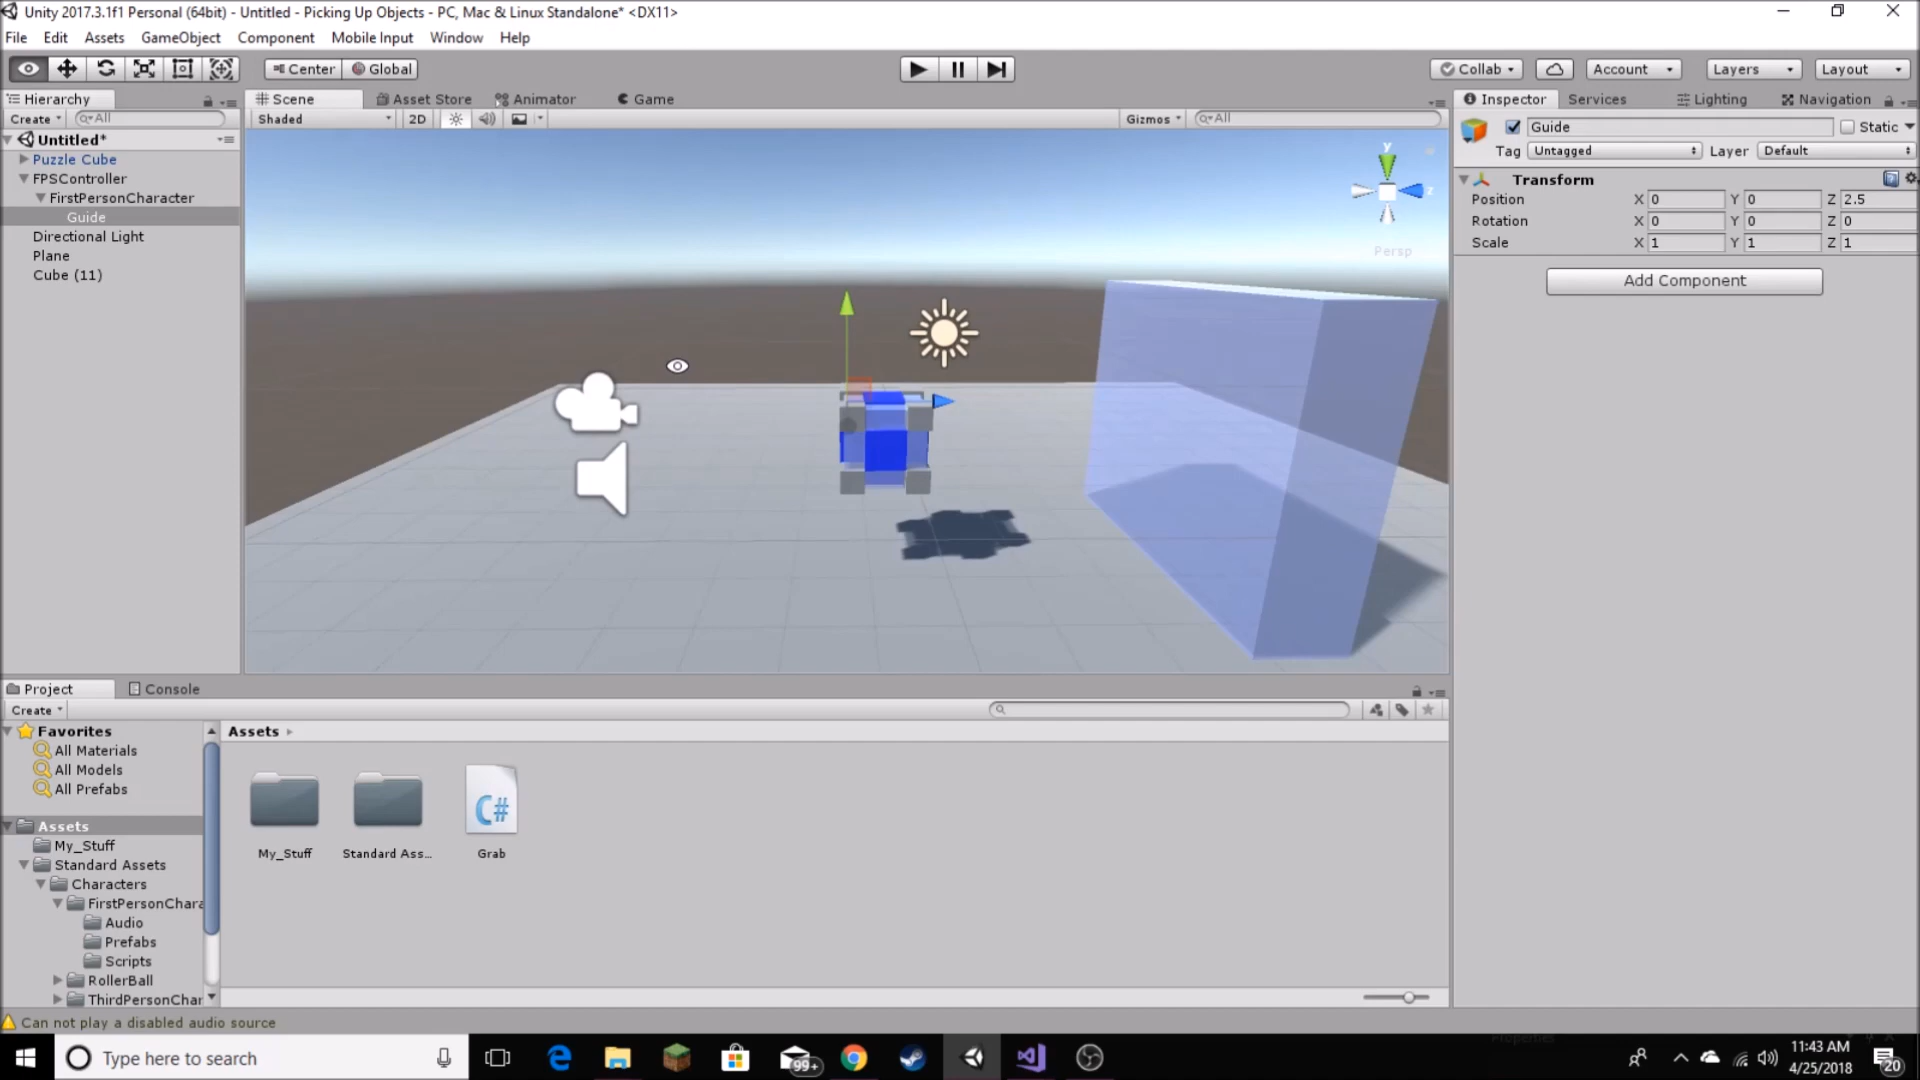 Unity 2017.3.1f1 Personal (64bit) - Untitled - Picking Up Objects - PC, Mac & Linux Standalone* <DX11>
File Edit Assets GameObject Component Mobile Input Window Help
Center Global Collab Account Layers Layout
Hierarchy Scene Asset Store Animator Game Inspector Services Lighting Navigation
Create All Shaded 2D Gizmos All
Guide Static
Tag Untagged Layer Default
Untitled*
Puzzle Cube
FPSController
FirstPersonCharacter
Guide
Directional Light
Plane
Cube (11)
y
z
Persp
Transform
Position X 0 Y 0 Z 2.5
Rotation X 0 Y 0 Z 0
Scale X 1 Y 1 Z 1
Add Component
Project Console
Create
Favorites
All Materials
All Models
All Prefabs
Assets
My_Stuff
Standard Assets
Characters
FirstPersonChara
Audio
Prefabs
Scripts
RollerBall
ThirdPersonChar
Assets
C#
My_Stuff Standard Ass... Grab
Can not play a disabled audio source
Type here to search
99+
11:43 AM
4/25/2018
20